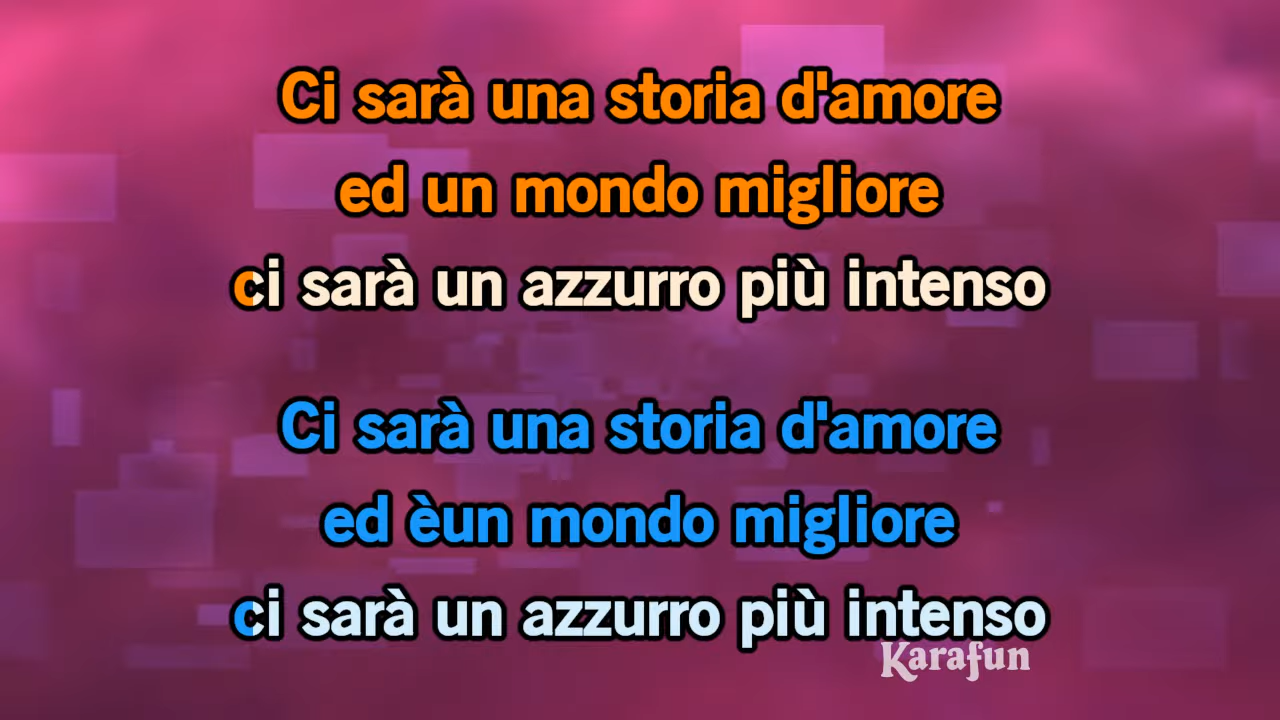 Ci sarà una storia d'amore
ed un mondo migliore
ci sarà un azzurro più intenso
Ci sarà una storia d'amore
ed èun mondo migliore
ci sarà un azzurro più intenso
Karafun